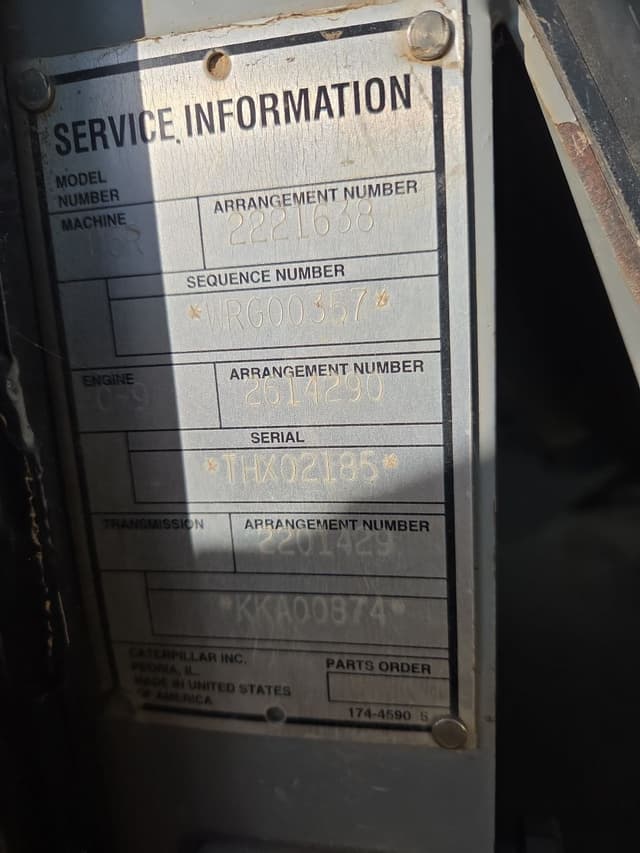 SERVICE INFORMATION
MODEL
NUMBER
ARRANGEMENT NUMBER
MACHINE
2221638
SEQUENCE NUMBER
*WRG00357*
ENGINE
ARRANGEMENT NUMBER
C-9
2614290
SERIAL
*THX02185*
TRANSMISSION
ARRANGEMENT NUMBER
2201429
*KKA00874*
CATERPILLAR INC.
PEORIA, IL.
MADE IN UNITED STATES
OF AMERICA
PARTS ORDER
174-4590